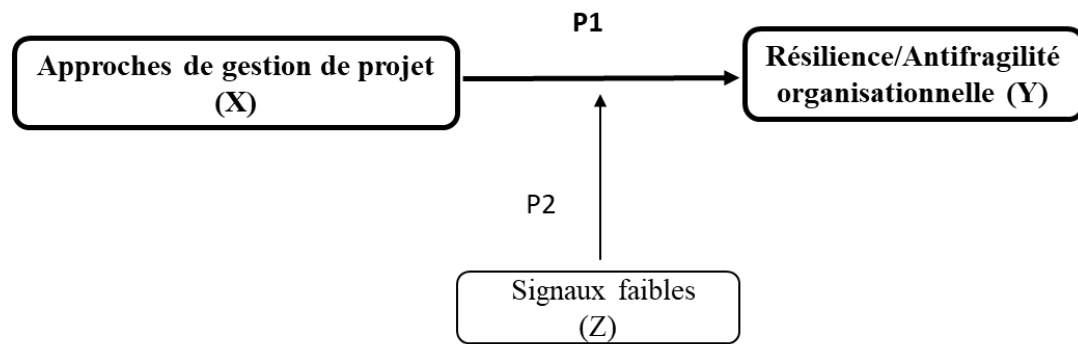 P1
Approches de gestion de projet
(X)
Résilience/Antifragilité
organisationnelle (Y)
P2
Signaux faibles
(Z)